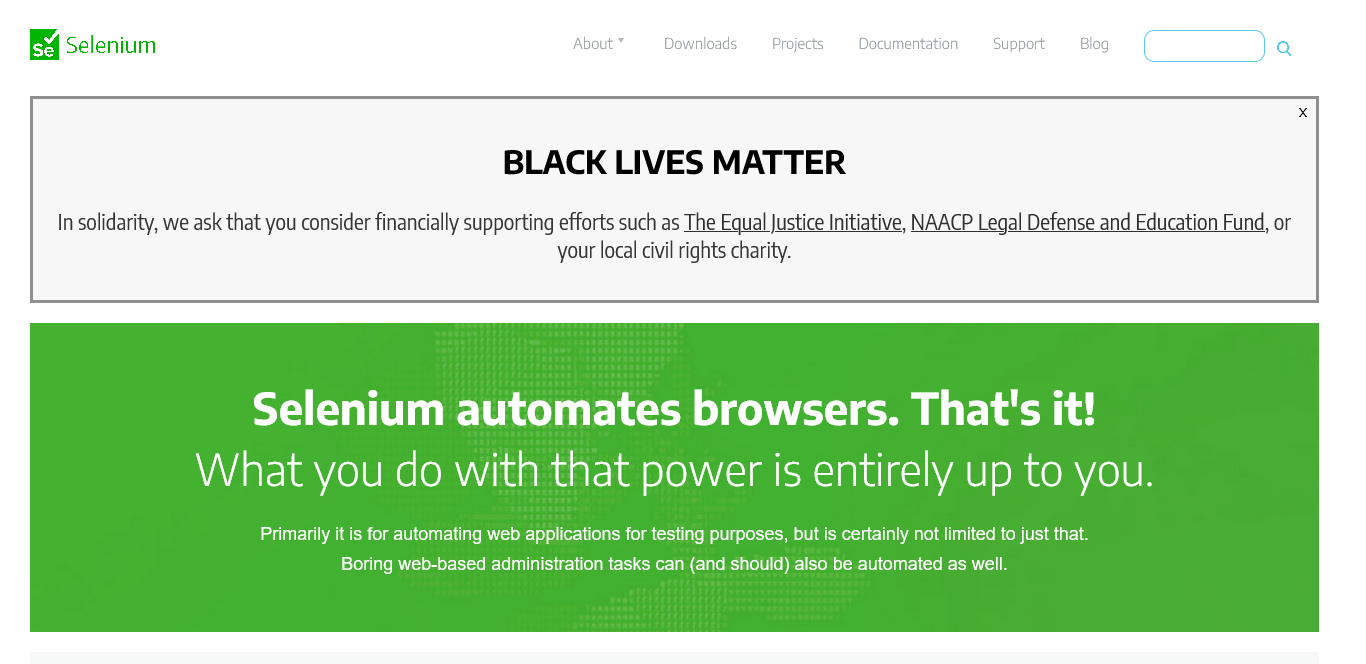 se Selenium
About Downloads Projects Documentation Support Blog
X
BLACK LIVES MATTER
In solidarity, we ask that you consider financially supporting efforts such as The Equal Justice Initiative, NAACP Legal Defense and Education Fund, or
your local civil rights charity.
Selenium automates browsers. That's it!
What you do with that power is entirely up to you.
Primarily it is for automating web applications for testing purposes, but is certainly not limited to just that.
Boring web-based administration tasks can (and should) also be automated as well.